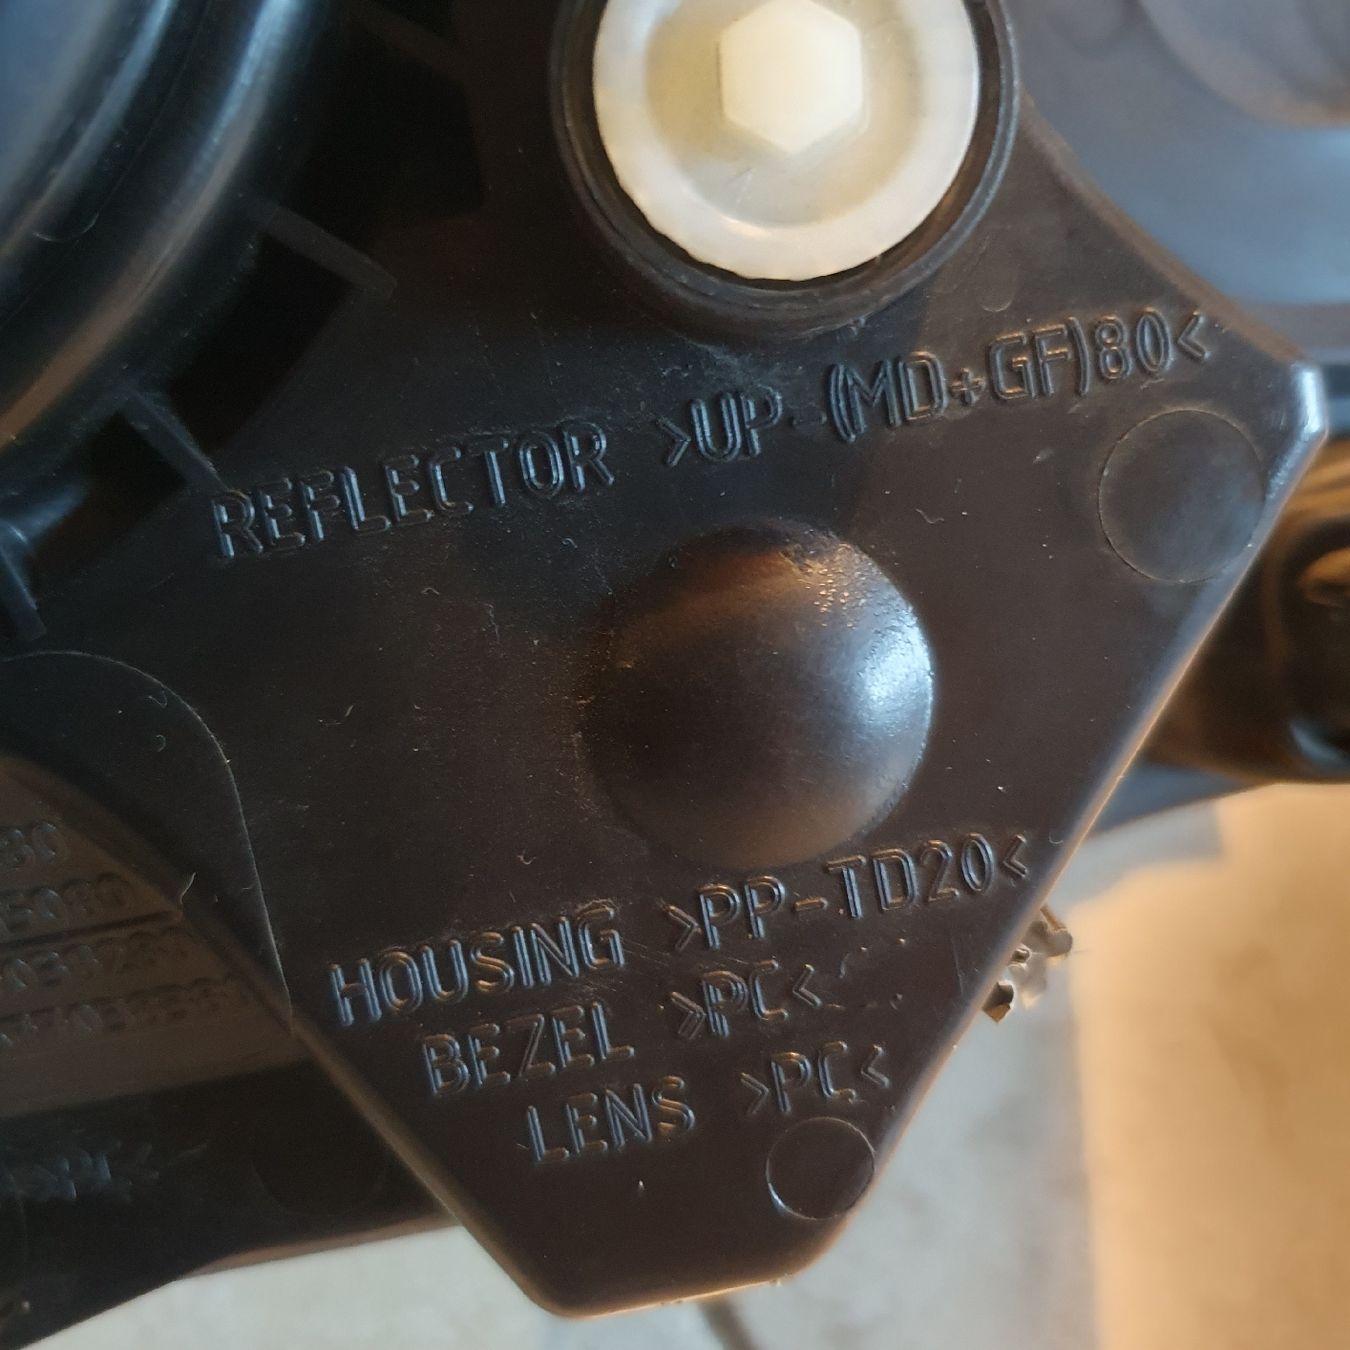 REFLECTOR >UP-(MD+GF)80<
HOUSING >PP-TD20<
BEZEL >PC<
LENS >PC<